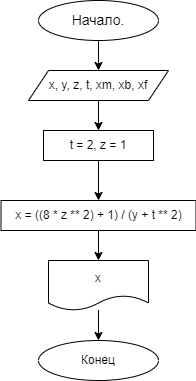 Начало.
x, y, z, t, xm, xb, xf
t = 2, z = 1
x = ((8 * z ** 2) + 1) / (y + t ** 2)
x
Конец